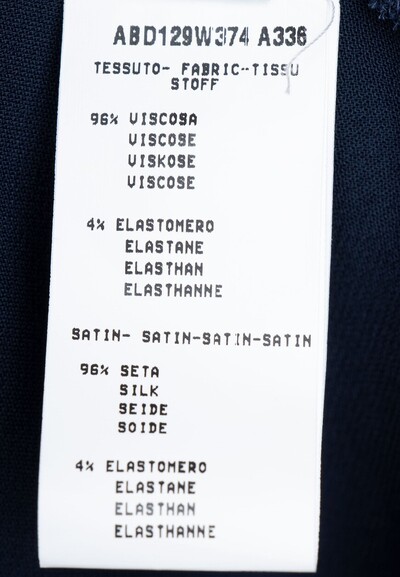 ABD129W374 A336
TESSUTO- FABRIC--TISSU
STOFF
96% VISCOSA
VISCOSE
VISKOSE
VISCOSE
4% ELASTOMERO
ELASTANE
ELASTHAN
ELASTHANNE
SATIN- SATIN-SATIN-SATIN
96% SETA
SILK
SEIDE
SOIDE
4% ELASTOMERO
ELASTANE
ELASTHAN
ELASTHANNE